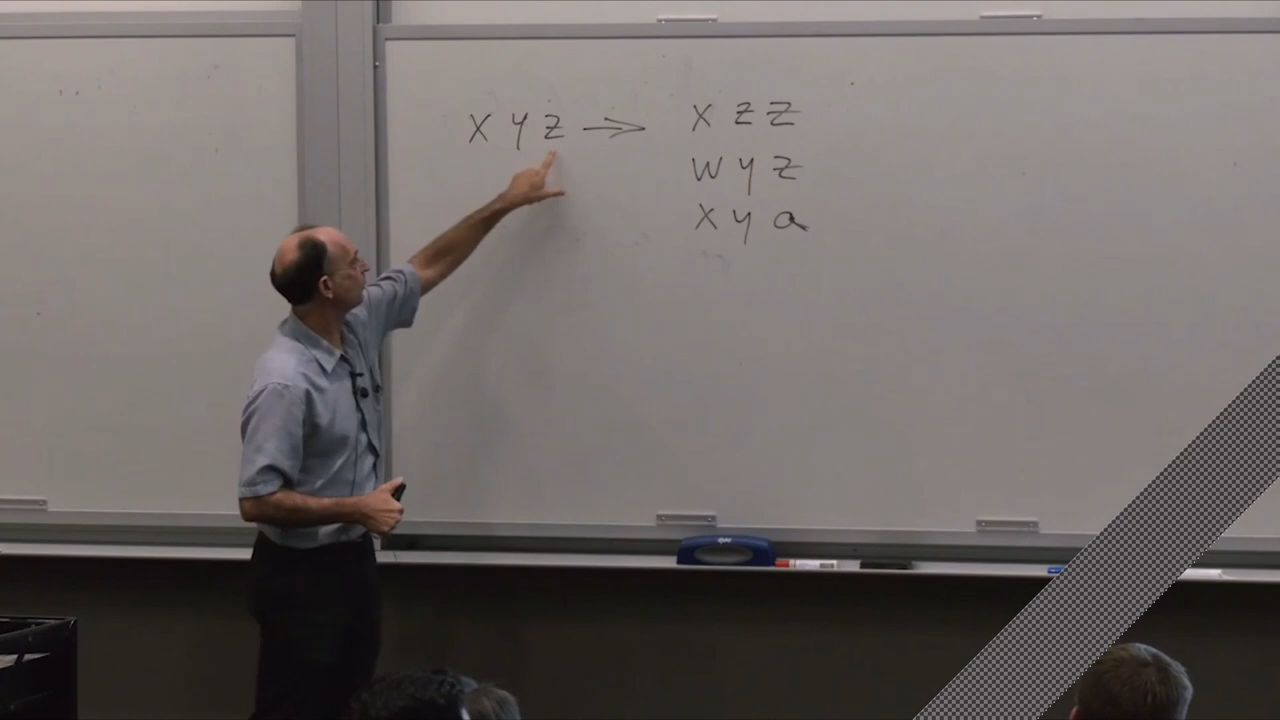 X Y Z → X Z Z
W Y Z
X Y a